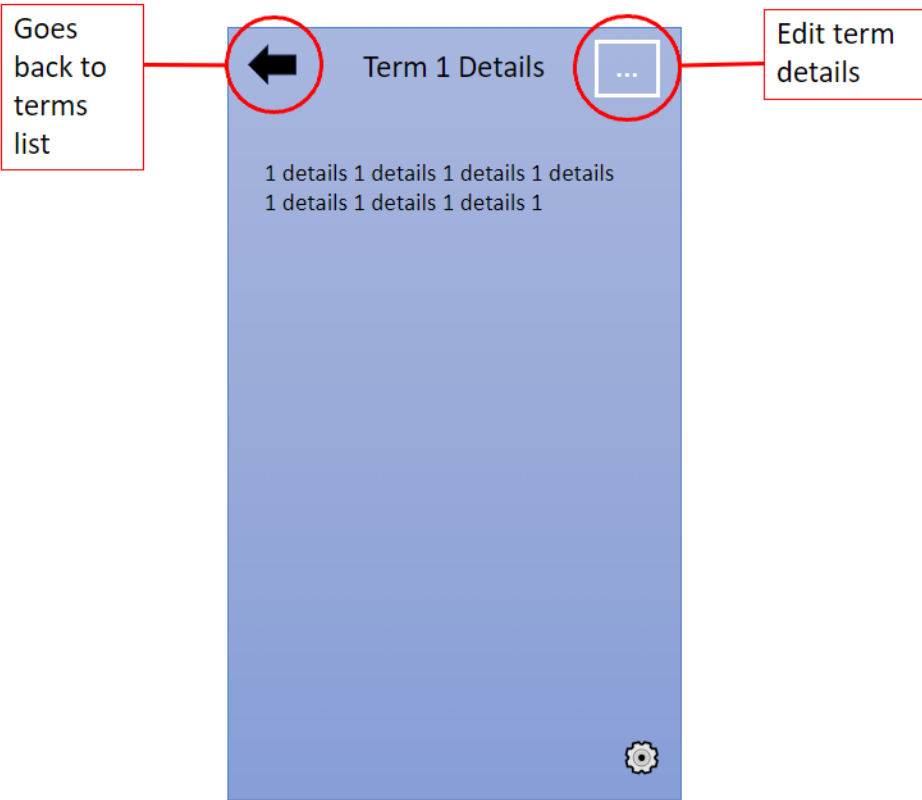 Goes
back to
terms
list
Term 1 Details
...
Edit term
details
1 details 1 details 1 details 1 details
1 details 1 details 1 details 1